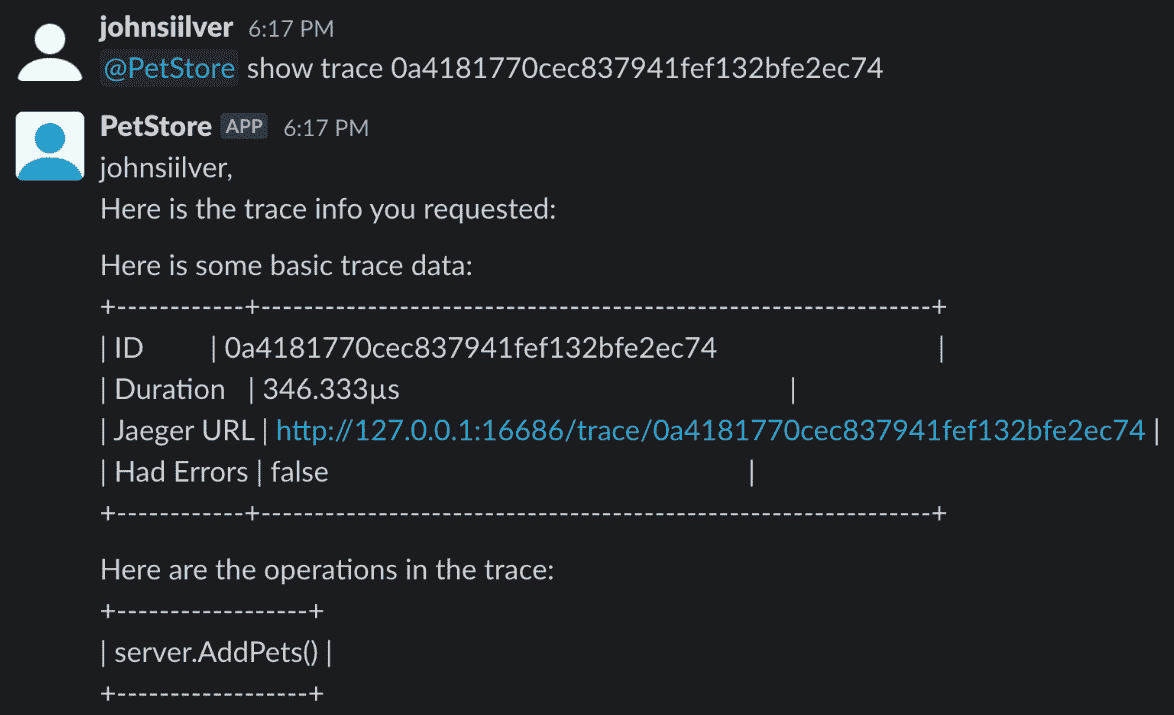 johnsiilver 6:17 PM
@PetStore show trace 0a4181770cec837941fef132bfe2ec74
PetStore APP 6:17 PM
johnsiilver,
Here is the trace info you requested:
Here is some basic trace data:
+------------+--------------------------------------------------------------+
| ID | 0a4181770cec837941fef132bfe2ec74 |
| Duration | 346.333µs |
| Jaeger URL | http://127.0.0.1:16686/trace/0a4181770cec837941fef132bfe2ec74 |
| Had Errors | false |
+------------+--------------------------------------------------------------+
Here are the operations in the trace:
+------------------+
| server.AddPets() |
+------------------+